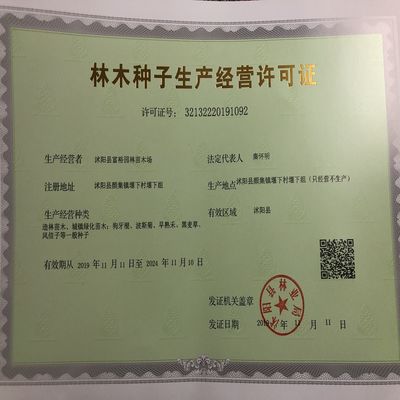 林木种子生产经营许可证
许可证号: 32132220191092
生产经营者 沭阳县富裕园林苗木场 法定代表人
注册地址 沭阳县颜集镇堰下村堰下组 生产地点 沭阳县颜集镇堰下村堰下组（只经营不生产）
生产经营种类 有效区域 沭阳县
造林苗木、城镇绿化苗木；狗牙根、波斯菊、早熟禾、黑麦草、
风信子等一般种子
有效期从 2019 年 11 月 11 日至 2024 年 11 月 10 日
发证机关盖章
发证日期 2019 年 11 月 11 日